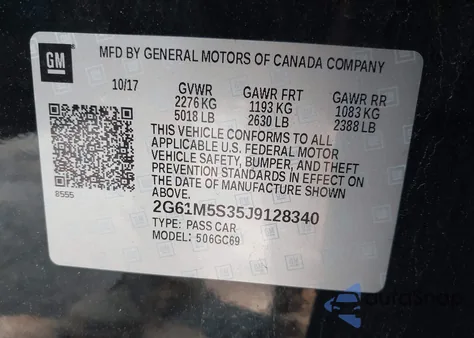 GM
MFD BY GENERAL MOTORS OF CANADA COMPANY
10/17 GVWR GAWR FRT GAWR RR
2276 KG 1193 KG 1083 KG
5018 LB 2630 LB 2388 LB
THIS VEHICLE CONFORMS TO ALL
APPLICABLE U.S. FEDERAL MOTOR
VEHICLE SAFETY, BUMPER, AND THEFT
PREVENTION STANDARDS IN EFFECT
ON THE DATE OF MANUFACTURE SHOWN
ABOVE.
8555
2G61M5S35J9128340
TYPE: PASS CAR
MODEL: 506GC69